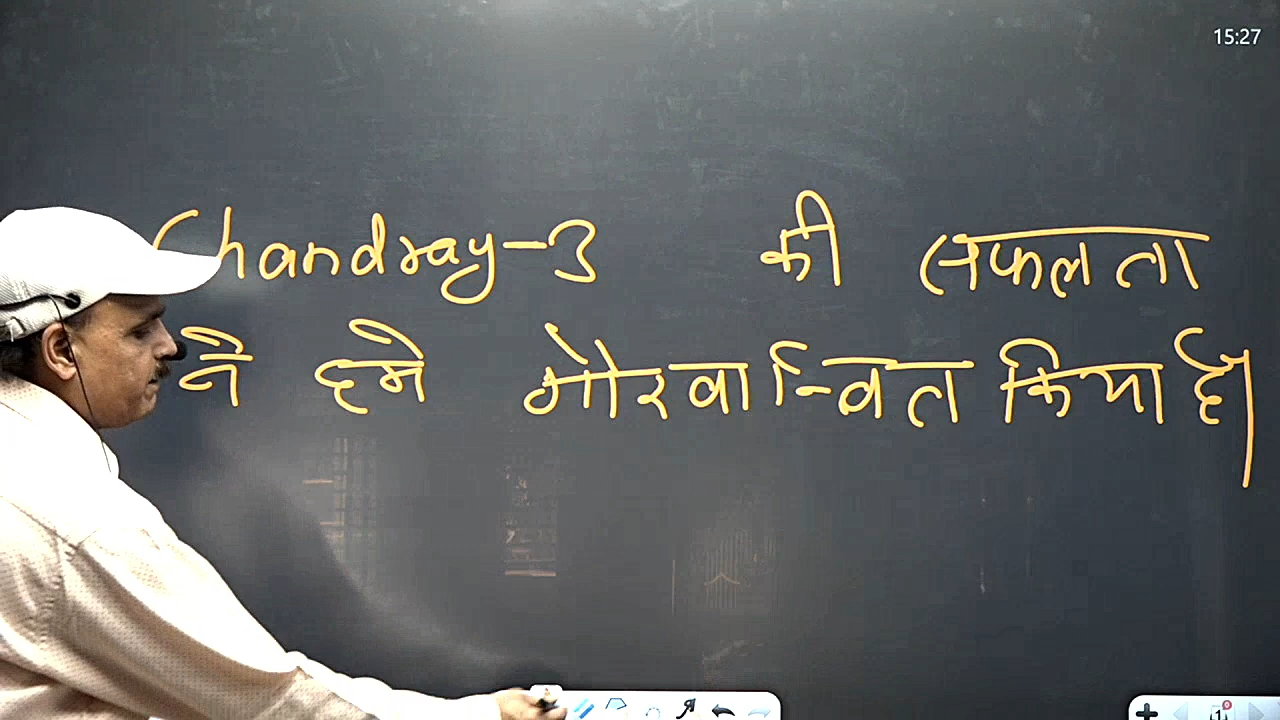 15:27
Chandray-3 की सफलता
ने हमे गोरवान्वित किया है।